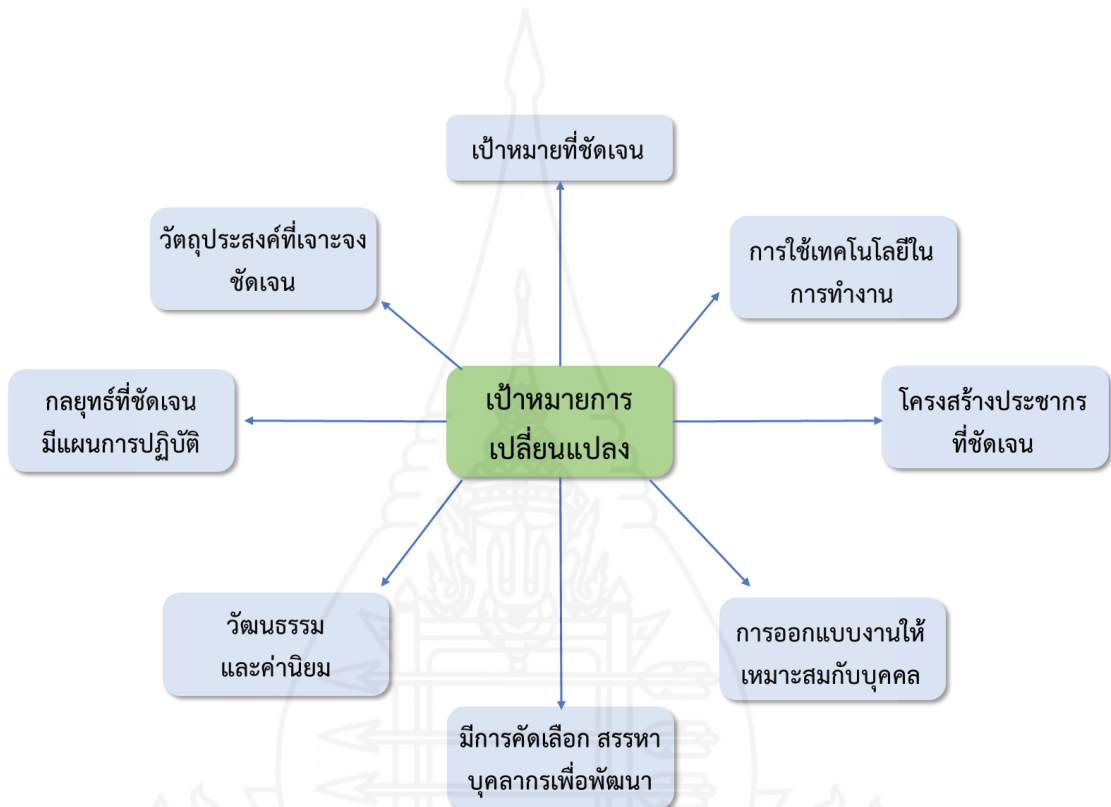 เป้าหมายที่ชัดเจน
วัตถุประสงค์ที่เจาะจง
ชัดเจน
การใช้เทคโนโลยีใน
การทำงาน
กลยุทธ์ที่ชัดเจน
มีแผนการปฏิบัติ
เป้าหมายการ
เปลี่ยนแปลง
โครงสร้างประชากร
ที่ชัดเจน
วัฒนธรรม
และค่านิยม
การออกแบบงานให้
เหมาะสมกับบุคคล
มีการคัดเลือก สรรหา
บุคลากรเพื่อพัฒนา